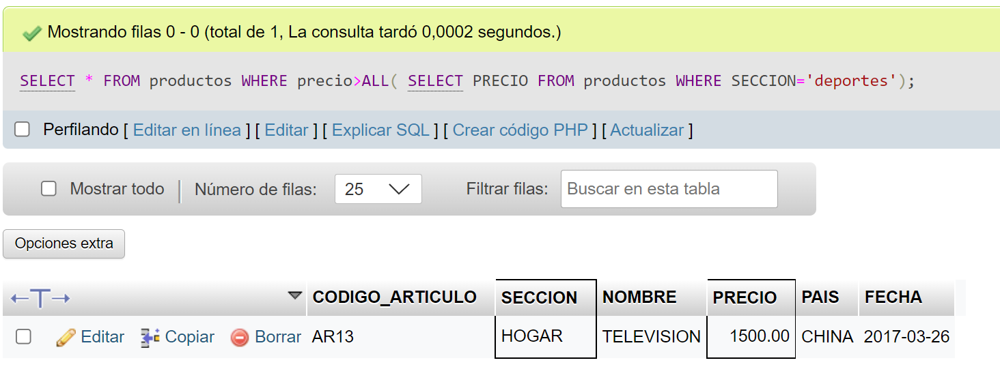 Mostrando filas 0 - 0 (total de 1, La consulta tardó 0,0002 segundos.)
SELECT * FROM productos WHERE precio>ALL( SELECT PRECIO FROM productos WHERE SECCION='deportes');
Perfilando [ Editar en línea ] [ Editar ] [ Explicar SQL ] [ Crear código PHP ] [ Actualizar ]
Mostrar todo Número de filas: 25 Filtrar filas: Buscar en esta tabla
Opciones extra
←T→ CODIGO_ARTICULO SECCION NOMBRE PRECIO PAIS FECHA
Editar Copiar Borrar AR13 HOGAR TELEVISION 1500.00 CHINA 2017-03-26